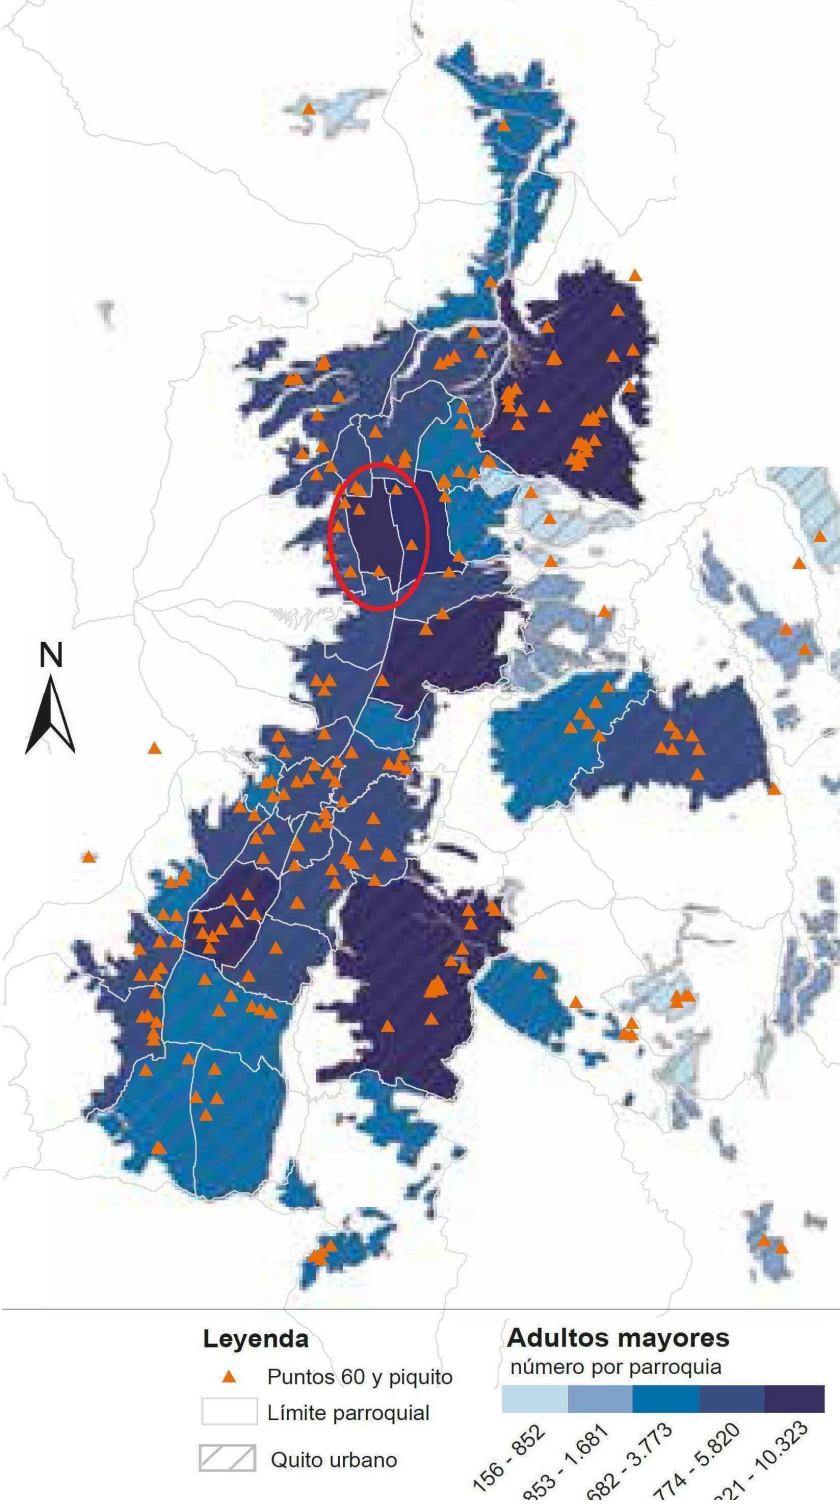 N
Leyenda
Puntos 60 y piquito
Límite parroquial
Quito urbano
Adultos mayores
número por parroquia
156 - 852
853 - 1.681
682 - 3.773
774 - 5.820
321 - 10.323